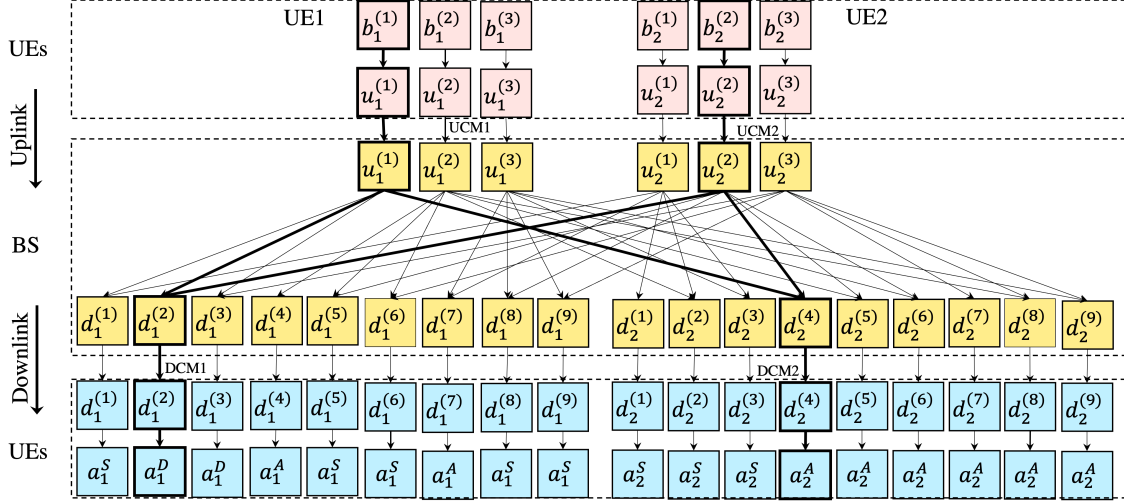 UE1 UE2
UEs
b_1^{(1)} b_1^{(2)} b_1^{(3)} b_2^{(1)} b_2^{(2)} b_2^{(3)}
u_1^{(1)} u_1^{(2)} u_1^{(3)} u_2^{(1)} u_2^{(2)} u_2^{(3)}
Uplink
UCM1 UCM2
u_1^{(1)} u_1^{(2)} u_1^{(3)} u_2^{(1)} u_2^{(2)} u_2^{(3)}
BS
d_1^{(1)} d_1^{(2)} d_1^{(3)} d_1^{(4)} d_1^{(5)} d_1^{(6)} d_1^{(7)} d_1^{(8)} d_1^{(9)} d_2^{(1)} d_2^{(2)} d_2^{(3)} d_2^{(4)} d_2^{(5)} d_2^{(6)} d_2^{(7)} d_2^{(8)} d_2^{(9)}
Downlink
DCM1 DCM2
d_1^{(1)} d_1^{(2)} d_1^{(3)} d_1^{(4)} d_1^{(5)} d_1^{(6)} d_1^{(7)} d_1^{(8)} d_1^{(9)} d_2^{(1)} d_2^{(2)} d_2^{(3)} d_2^{(4)} d_2^{(5)} d_2^{(6)} d_2^{(7)} d_2^{(8)} d_2^{(9)}
UEs
a_1^S a_1^D a_1^D a_1^A a_1^S a_1^S a_1^A a_1^S a_1^S a_2^S a_2^S a_2^S a_2^A a_2^A a_2^A a_2^A a_2^A a_2^A